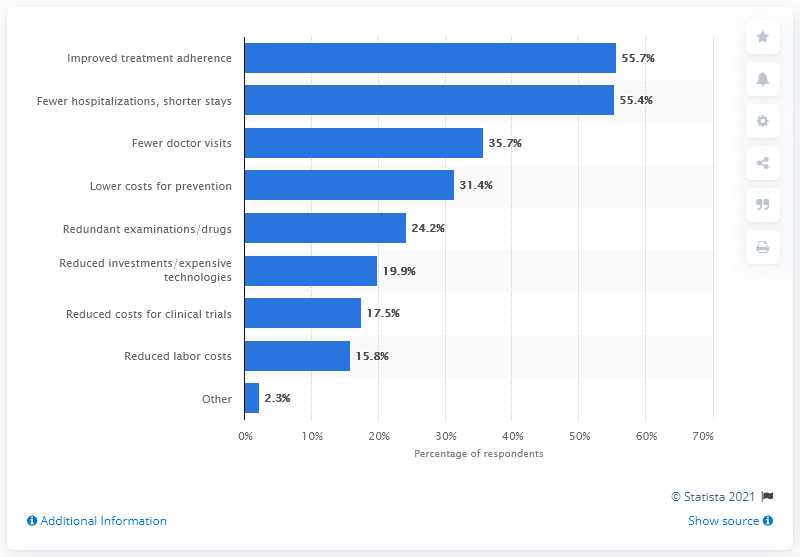 Improved treatment adherence 55.7%
Fewer hospitalizations, shorter stays 55.4%
Fewer doctor visits 35.7%
Lower costs for prevention 31.4%
Redundant examinations/drugs 24.2%
Reduced investments/expensive
technologies 19.9%
Reduced costs for clinical trials 17.5%
Reduced labor costs 15.8%
Other 2.3%
0% 10% 20% 30% 40% 50% 60% 70%
Percentage of respondents
© Statista 2021
Additional Information Show source